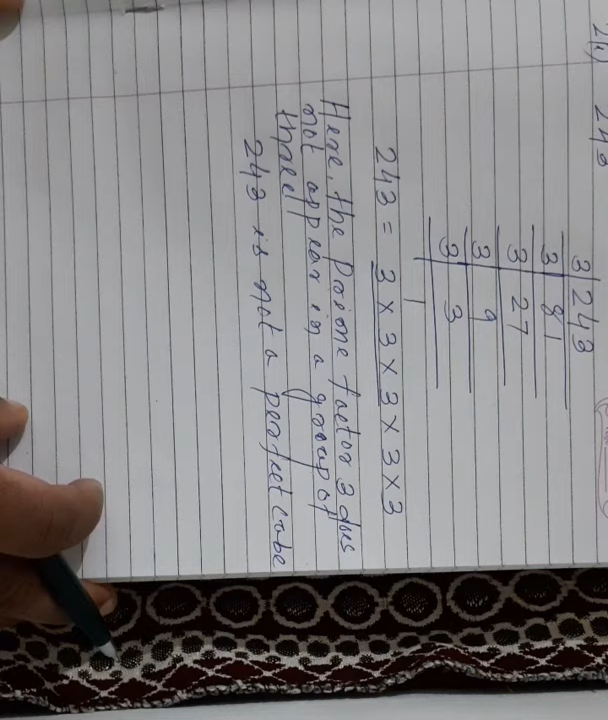 2(i) 243
3 243
3 81
3 27
3 9
3 3
1
243 = 3 x 3 x 3 x 3 x 3
Here, the Prime factor 3 does
not appear in a group of
three
243 is not a perfect cube